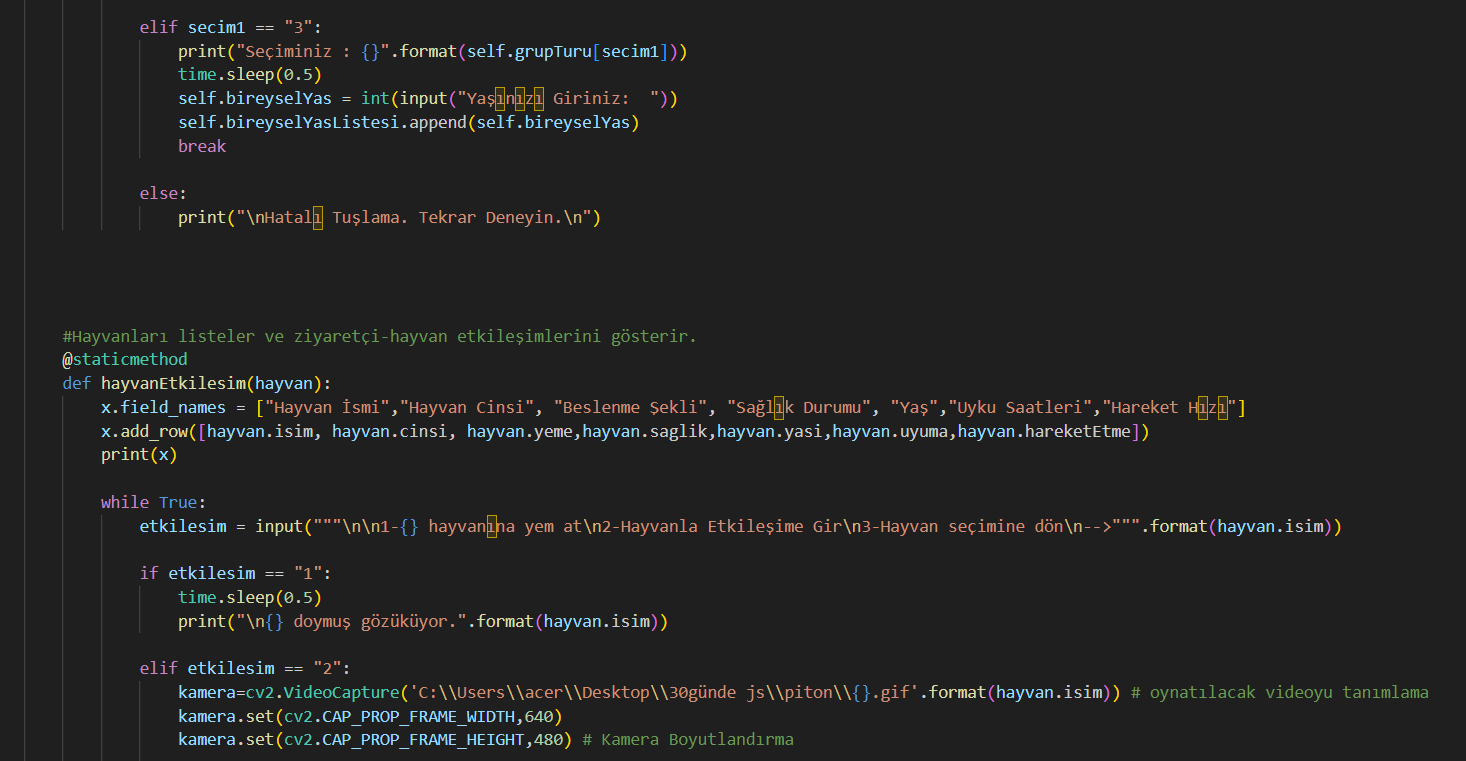 elif secim1 == "3":
print("Seçiminiz : {}".format(self.grupTuru[secim1]))
time.sleep(0.5)
self.bireyselYas = int(input("Yaşınızı Giriniz:  "))
self.bireyselYasListesi.append(self.bireyselYas)
break
else:
print("\nHatalı Tuşlama. Tekrar Deneyin.\n")
#Hayvanları listeler ve ziyaretçi-hayvan etkileşimlerini gösterir.
@staticmethod
def hayvanEtkilesim(hayvan):
x.field_names = ["Hayvan İsmi","Hayvan Cinsi", "Beslenme Şekli", "Sağlık Durumu", "Yaş","Uyku Saatleri","Hareket Hızı"]
x.add_row([hayvan.isim, hayvan.cinsi, hayvan.yeme,hayvan.saglik,hayvan.yasi,hayvan.uyuma,hayvan.hareketEtme])
print(x)
while True:
etkilesim = input("""\n\n1-{} hayvanına yem at\n2-Hayvanla Etkileşime Gir\n3-Hayvan seçimine dön\n-->""".format(hayvan.isim))
if etkilesim == "1":
time.sleep(0.5)
print("\n{} doymuş gözüküyor.".format(hayvan.isim))
elif etkilesim == "2":
kamera=cv2.VideoCapture('C:\\Users\\acer\\Desktop\\30günde js\\piton\\{}.gif'.format(hayvan.isim)) # oynatılacak videoyu tanımlama
kamera.set(cv2.CAP_PROP_FRAME_WIDTH,640)
kamera.set(cv2.CAP_PROP_FRAME_HEIGHT,480) # Kamera Boyutlandırma